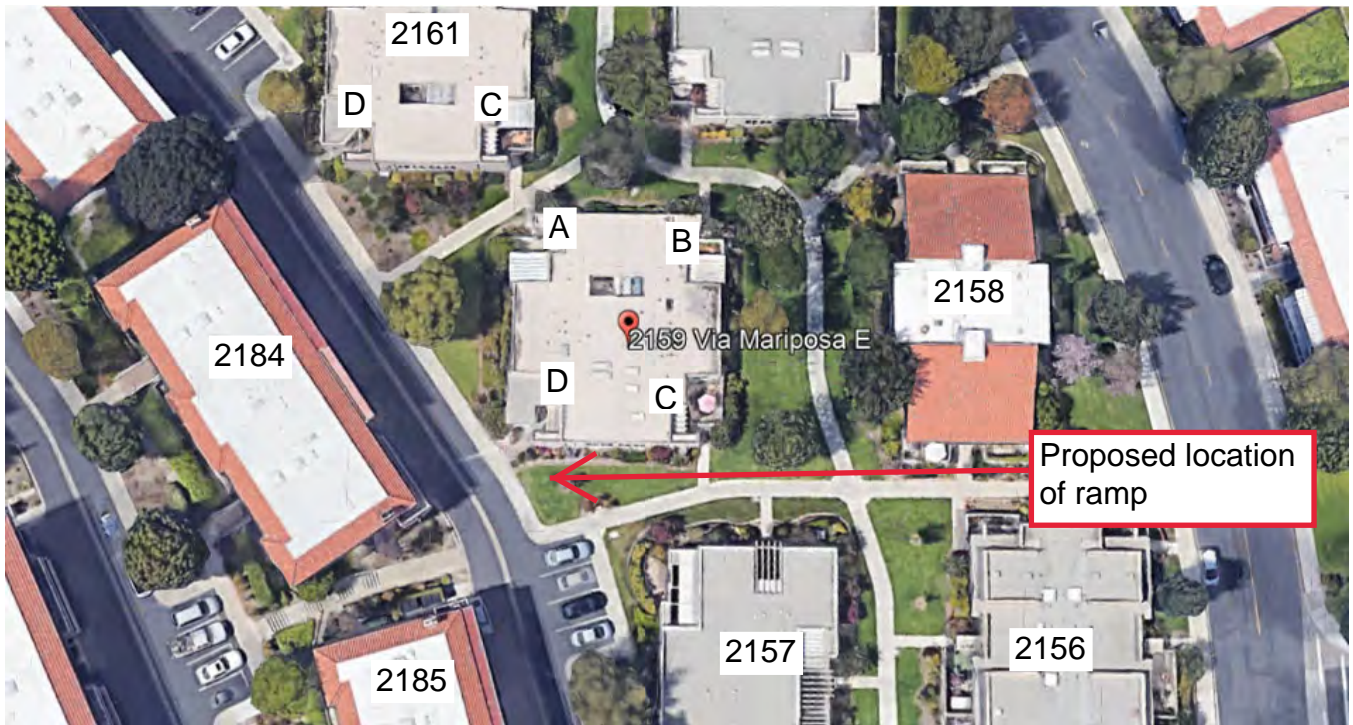 2161
D
C
A
B
2158
2159 Via Mariposa E
2184
D
C
Proposed location
of ramp
2157
2156
2185